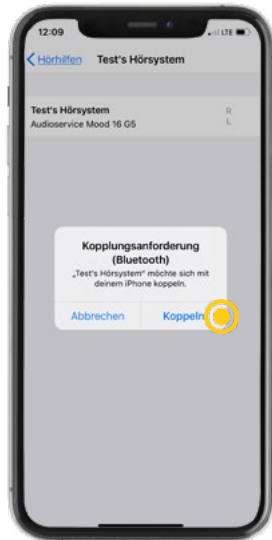 12:09
LTE
Hörhilfen Test's Hörsystem
Test's Hörsystem R
Audioservice Mood 16 G5 L
Kopplungsanforderung
(Bluetooth)
„Test's Hörsystem" möchte sich mit
deinem iPhone koppeln.
Abbrechen Koppeln